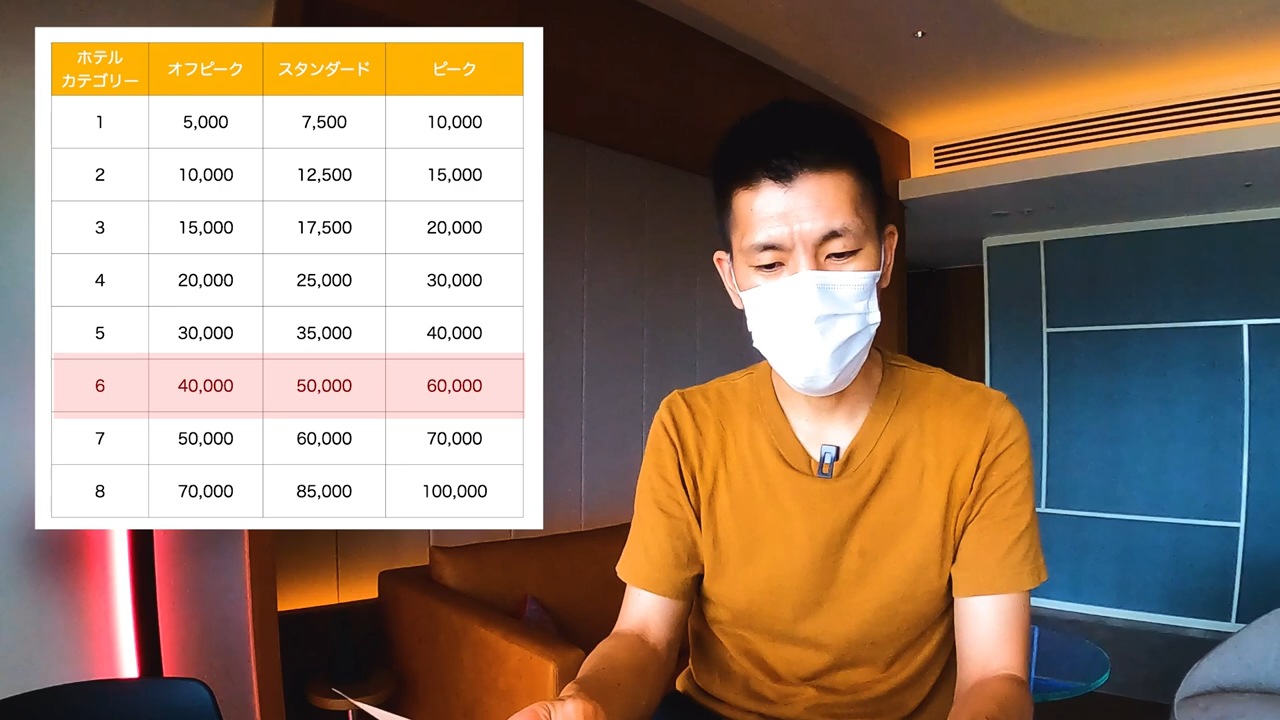 ホテル
カテゴリー オフピーク スタンダード ピーク
1 5,000 7,500 10,000
2 10,000 12,500 15,000
3 15,000 17,500 20,000
4 20,000 25,000 30,000
5 30,000 35,000 40,000
6 40,000 50,000 60,000
7 50,000 60,000 70,000
8 70,000 85,000 100,000